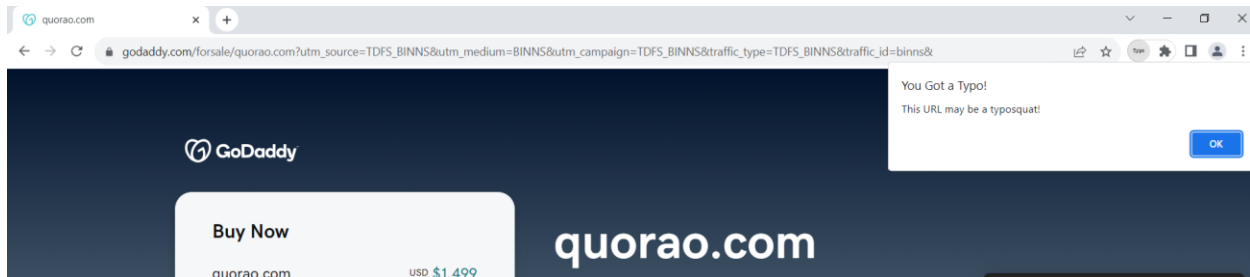 quorao.com
godaddy.com/forsale/quorao.com?utm_source=TDFS_BINNS&utm_medium=BINNS&utm_campaign=TDFS_BINNS&traffic_type=TDFS_BINNS&traffic_id=binns&
Typo
You Got a Typo!
This URL may be a typosquat!
OK
GoDaddy
Buy Now
quorao.com
quorao.com USD $1,499